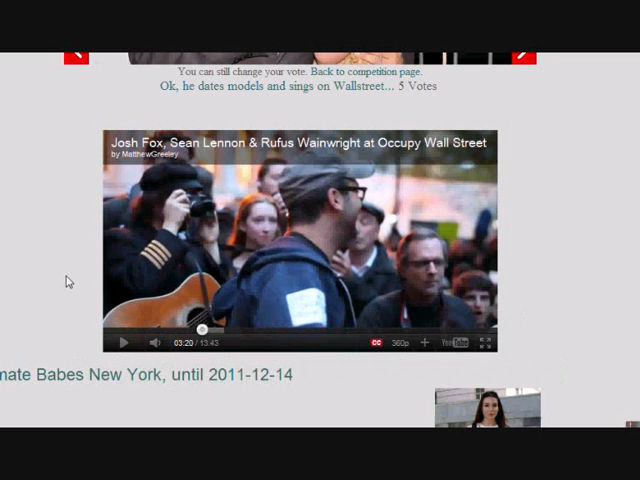 You can still change your vote. Back to competition page.
Ok, he dates models and sings on Wallstreet... 5 Votes
Josh Fox, Sean Lennon & Rufus Wainwright at Occupy Wall Street
by MatthewGreeley
03:20 / 13:43
CC
360p
YouTube
mate Babes New York, until 2011-12-14